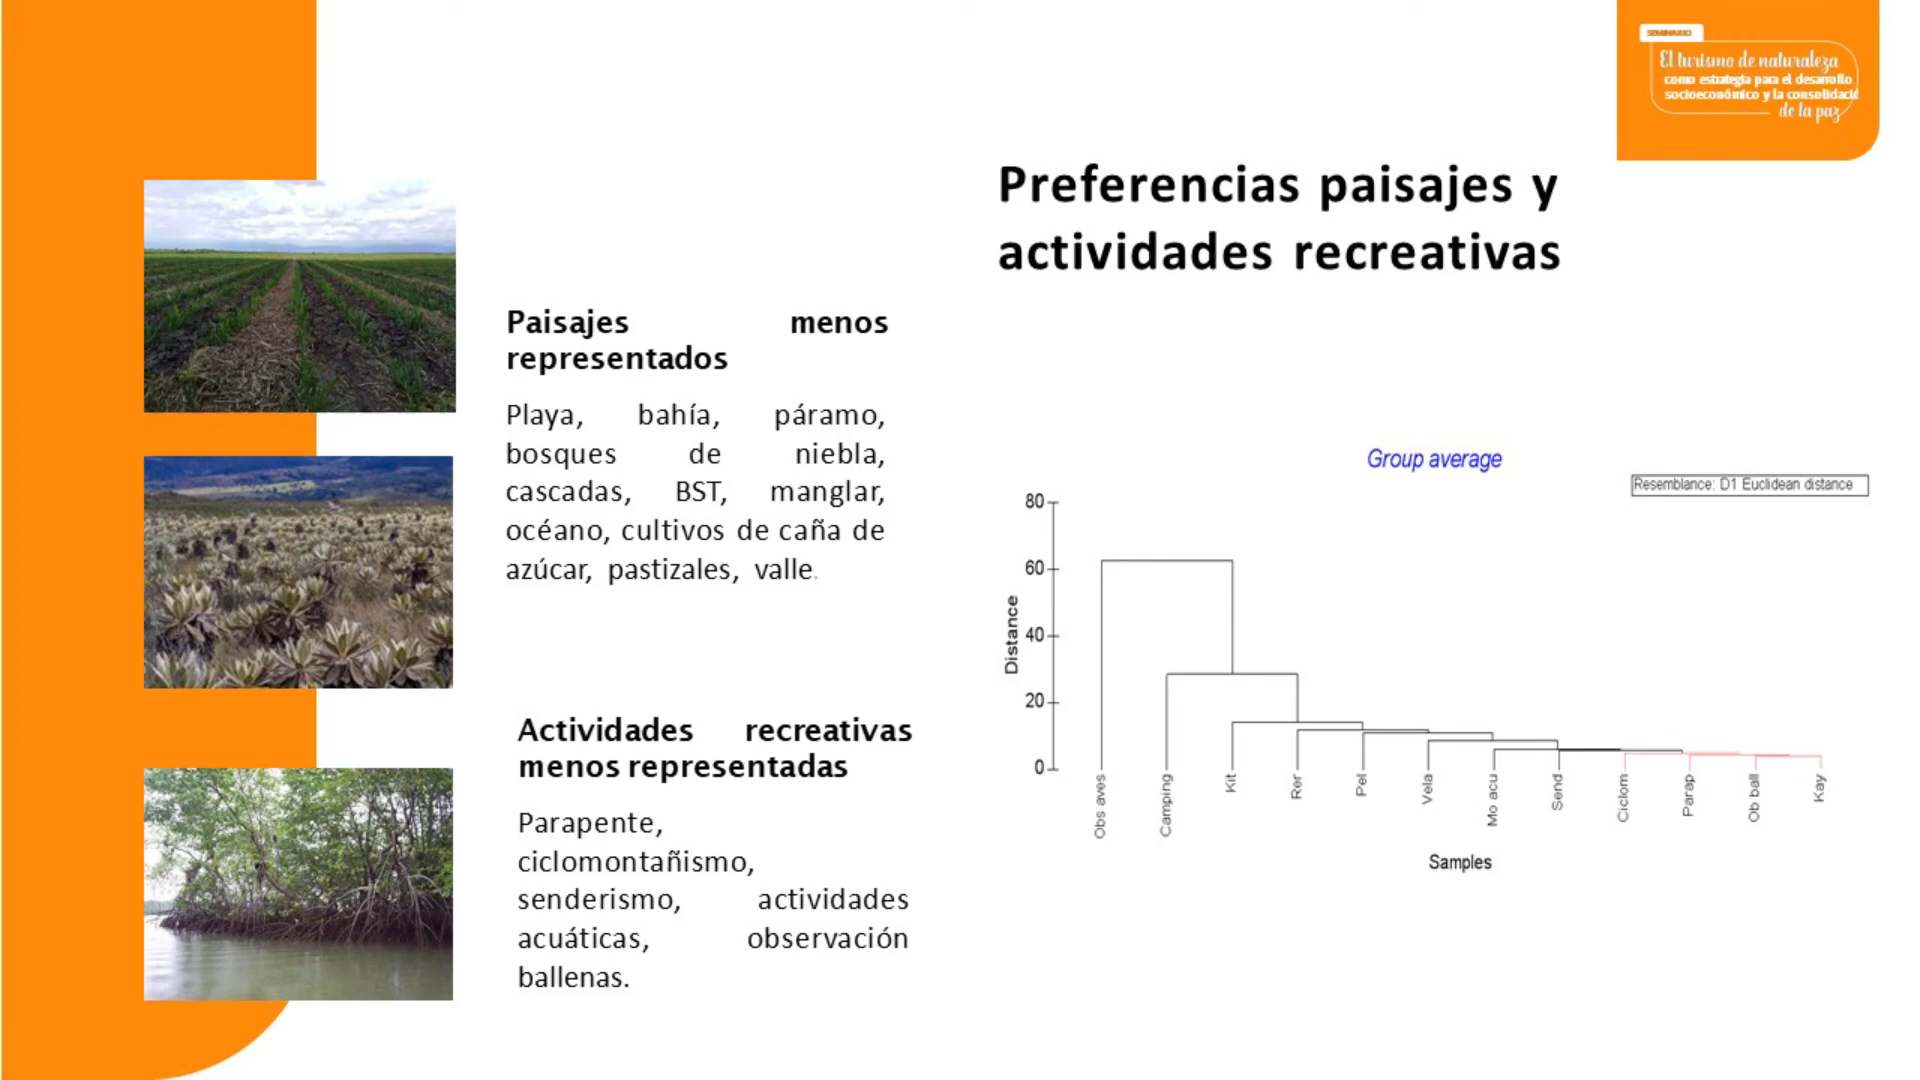 SEMINARIO
El turismo de naturaleza
como estrategia para el desarrollo
socioeconómico y la consolidació
de la paz
Preferencias paisajes y
actividades recreativas
Paisajes menos
representados
Playa, bahía, páramo,
bosques de niebla,
cascadas, BST, manglar,
océano, cultivos de caña de
azúcar, pastizales, valle.
Actividades recreativas
menos representadas
Parapente,
ciclomontañismo,
senderismo, actividades
acuáticas, observación
ballenas.
Group average
Resemblance: D1 Euclidean distance
80
60
40
20
0
Distance
Obs aves
Camping
Kit
Rer
Pel
Vela
Mo acu
Send
Ciclom
Parap
Ob ball
Kay
Samples